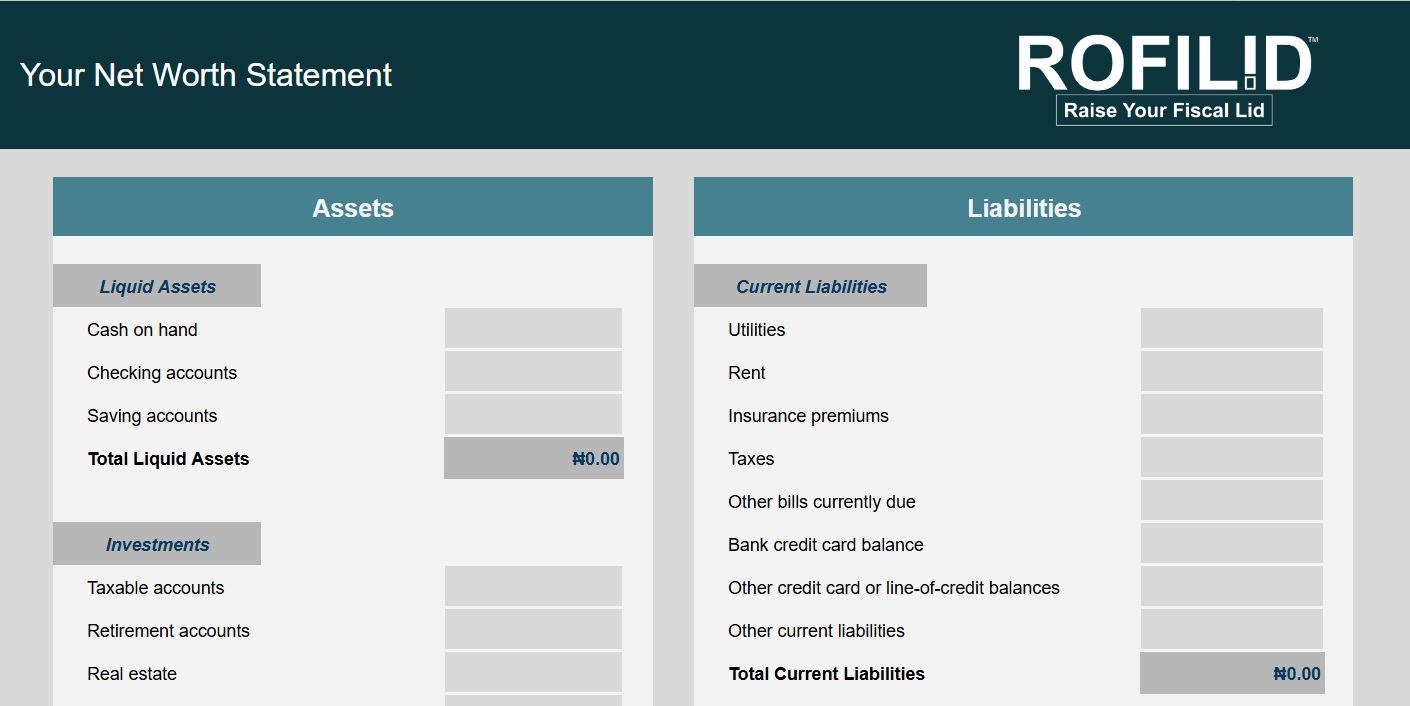 Your Net Worth Statement
ROFILID™
Raise Your Fiscal Lid
Assets
Liquid Assets
Cash on hand
Checking accounts
Saving accounts
Total Liquid Assets ₦0.00
Investments
Taxable accounts
Retirement accounts
Real estate
Liabilities
Current Liabilities
Utilities
Rent
Insurance premiums
Taxes
Other bills currently due
Bank credit card balance
Other credit card or line-of-credit balances
Other current liabilities
Total Current Liabilities ₦0.00